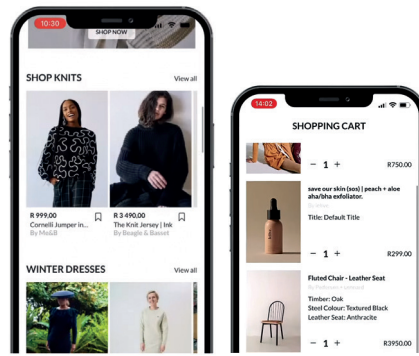 10:30
SHOP NOW
SHOP KNITS
View all
R 999,00
Cornelli Jumper in...
By Me&B
R 3 490,00
The Knit Jersey | Ink
By Beagle & Basset
WINTER DRESSES
View all
14:02
SHOPPING CART
− 1 +
R750.00
save our skin (sos) | peach + aloe
aha/bha exfoliator.
Title: Default Title
− 1 +
R299.00
Fluted Chair - Leather Seat
Timber: Oak
Steel Colour: Textured Black
Leather Seat: Anthracite
− 1 +
R3950.00